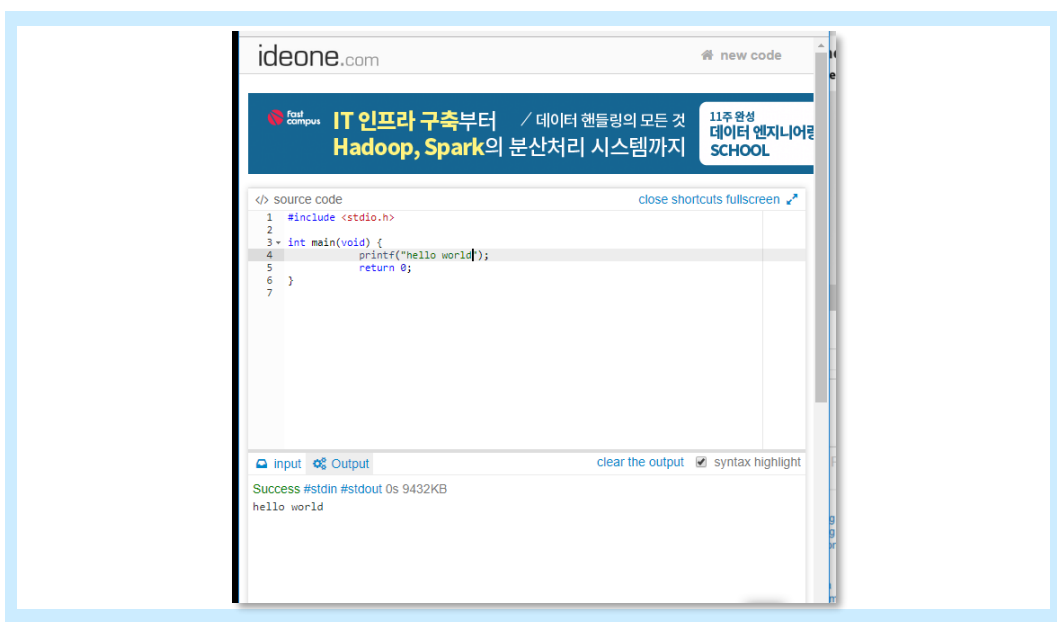 ideone.com
new code
Fast campus
IT 인프라 구축부터 / 데이터 핸들링의 모든 것
Hadoop, Spark의 분산처리 시스템까지
11주 완성
데이터 엔지니어링
SCHOOL
</> source code
close shortcuts fullscreen
1 #include <stdio.h>
2
3 int main(void) {
4 printf("hello world");
5 return 0;
6 }
7
input Output
clear the output syntax highlight
Success #stdin #stdout 0s 9432KB
hello world